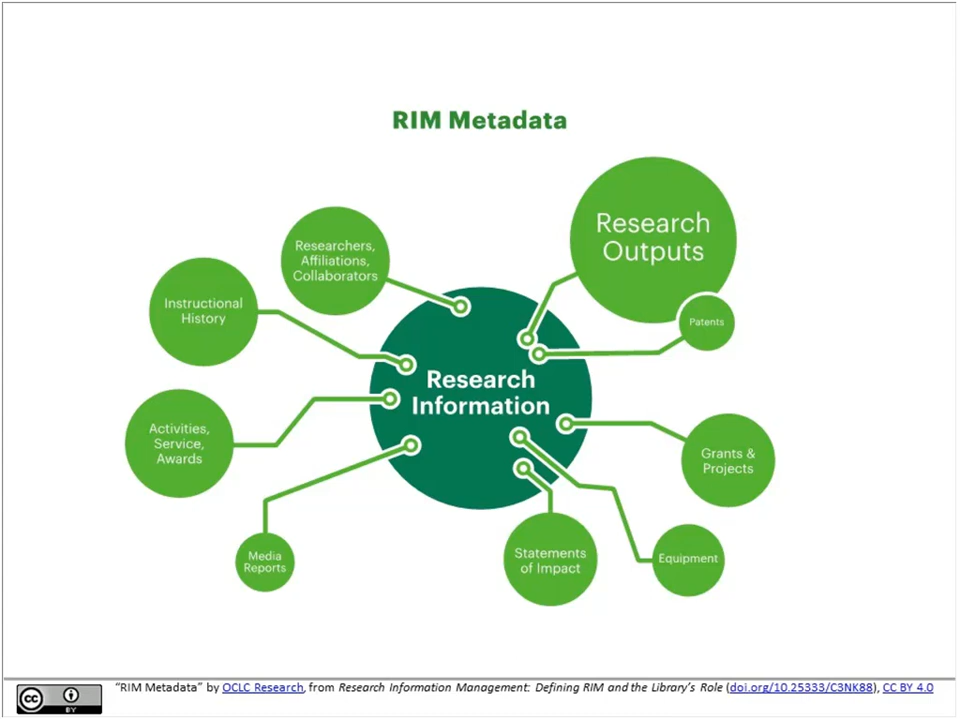 RIM Metadata
Research
Outputs
Researchers,
Affiliations,
Collaborators
Instructional
History
Patents
Research
Information
Activities,
Service,
Awards
Grants &
Projects
Media
Reports
Statements
of Impact
Equipment
cc
BY
"RIM Metadata" by OCLC Research, from Research Information Management: Defining RIM and the Library's Role (doi.org/10.25333/C3NK88), CC BY 4.0